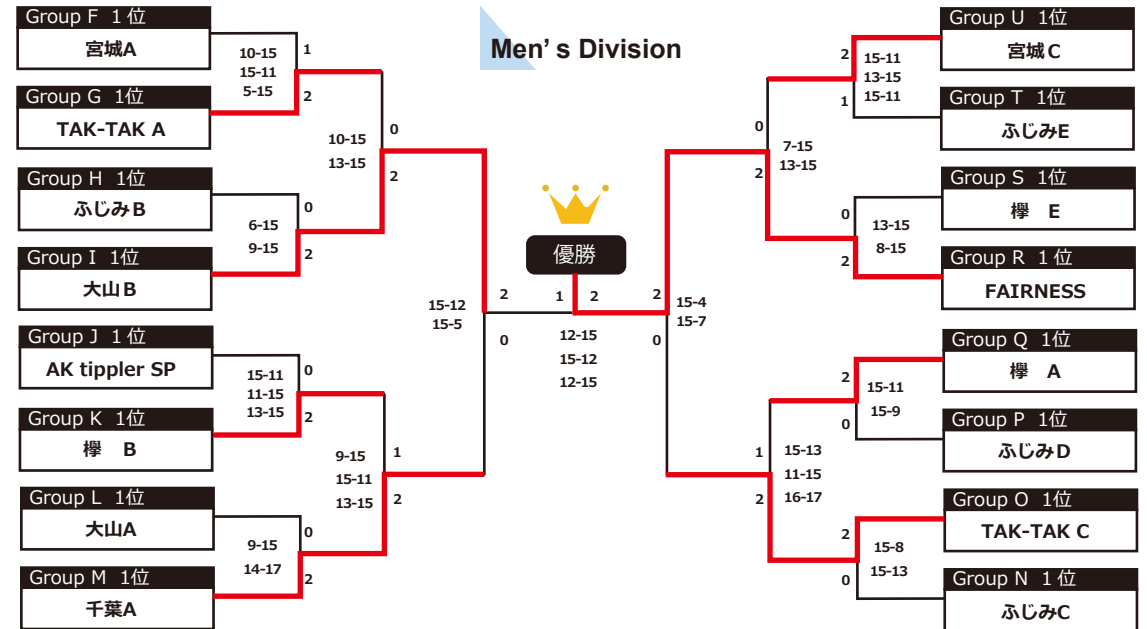 Men' s Division
Group F 1位
宮城A
Group G 1位
TAK-TAK A
10-15
15-11
5-15
1
2
Group H 1位
ふじみB
Group I 1位
大山B
6-15
9-15
0
2
10-15
13-15
0
2
Group J 1位
AK tippler SP
Group K 1位
欅 B
15-11
11-15
13-15
0
2
Group L 1位
大山A
Group M 1位
千葉A
9-15
14-17
0
2
9-15
15-11
13-15
1
2
15-12
15-5
2
0
優勝
1
2
12-15
15-12
12-15
2
0
15-4
15-7
Group U 1位
宮城C
Group T 1位
ふじみE
2
1
15-11
13-15
15-11
Group S 1位
欅 E
Group R 1位
FAIRNESS
0
2
13-15
8-15
0
2
7-15
13-15
Group Q 1位
欅 A
Group P 1位
ふじみD
2
0
15-11
15-9
Group O 1位
TAK-TAK C
Group N 1位
ふじみC
2
0
15-8
15-13
1
2
15-13
11-15
16-17